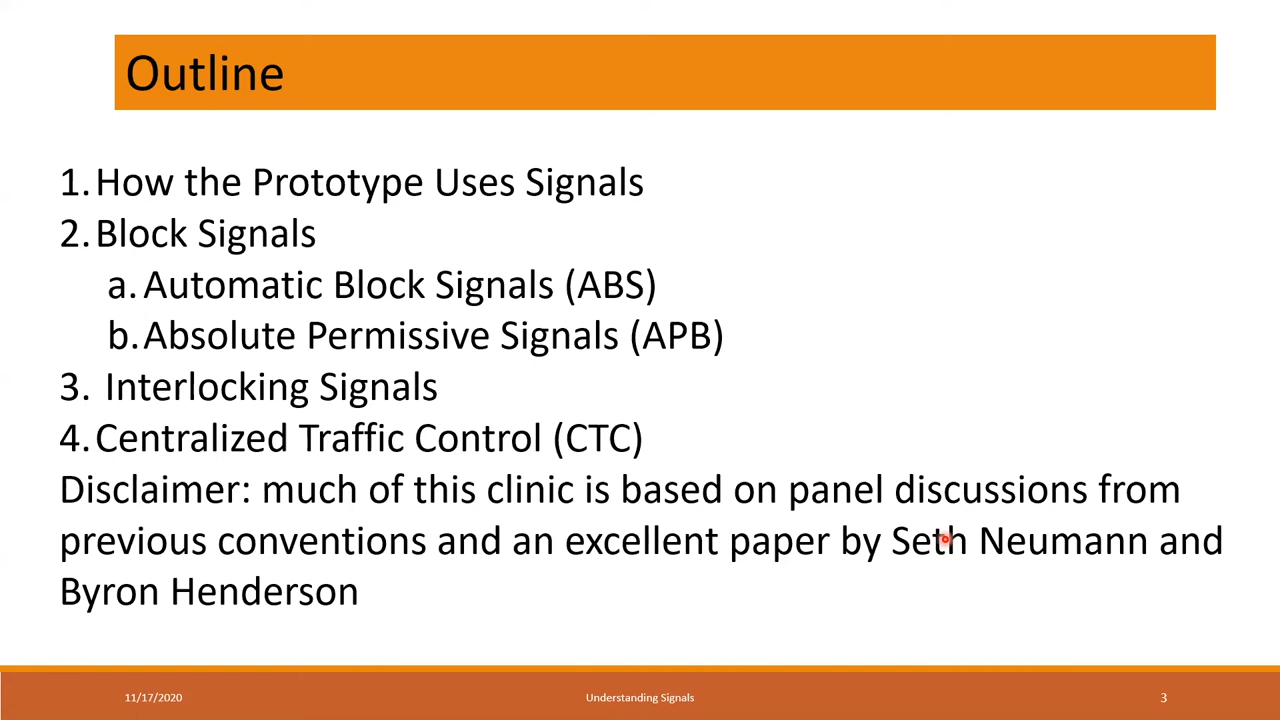 Outline
1. How the Prototype Uses Signals
2. Block Signals
a. Automatic Block Signals (ABS)
b. Absolute Permissive Signals (APB)
3. Interlocking Signals
4. Centralized Traffic Control (CTC)
Disclaimer: much of this clinic is based on panel discussions from
previous conventions and an excellent paper by Seth Neumann and
Byron Henderson
11/17/2020
Understanding Signals
3